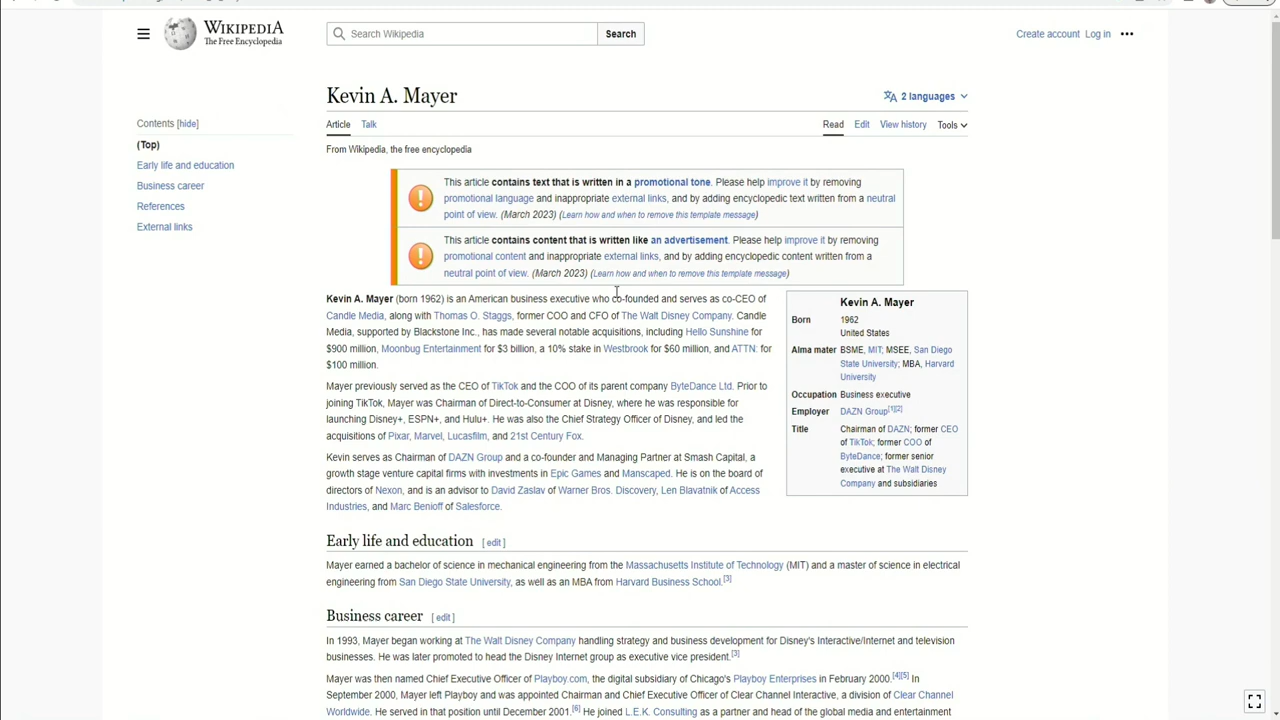 WIKIPEDIA
The Free Encyclopedia
Search Wikipedia
Search
Create account Log in •••
Kevin A. Mayer
2 languages
Contents [hide]
(Top)
Early life and education
Business career
References
External links
Article Talk
Read Edit View history Tools
From Wikipedia, the free encyclopedia
This article contains text that is written in a promotional tone. Please help improve it by removing
promotional language and inappropriate external links, and by adding encyclopedic text written from a neutral
point of view. (March 2023) (Learn how and when to remove this template message)
This article contains content that is written like an advertisement. Please help improve it by removing
promotional content and inappropriate external links, and by adding encyclopedic content written from a
neutral point of view. (March 2023) (Learn how and when to remove this template message)
Kevin A. Mayer (born 1962) is an American business executive who co-founded and serves as co-CEO of
Candle Media, along with Thomas O. Staggs, former COO and CFO of The Walt Disney Company. Candle
Media, supported by Blackstone Inc., has made several notable acquisitions, including Hello Sunshine for
$900 million, Moonbug Entertainment for $3 billion, a 10% stake in Westbrook for $60 million, and ATTN: for
$100 million.
Mayer previously served as the CEO of TikTok and the COO of its parent company ByteDance Ltd. Prior to
joining TikTok, Mayer was Chairman of Direct-to-Consumer at Disney, where he was responsible for
launching Disney+, ESPN+, and Hulu+. He was also the Chief Strategy Officer of Disney, and led the
acquisitions of Pixar, Marvel, Lucasfilm, and 21st Century Fox.
Kevin serves as Chairman of DAZN Group and a co-founder and Managing Partner at Smash Capital, a
growth stage venture capital firms with investments in Epic Games and Manscaped. He is on the board of
directors of Nexon, and is an advisor to David Zaslav of Warner Bros. Discovery, Len Blavatnik of Access
Industries, and Marc Benioff of Salesforce.
Kevin A. Mayer
Born 1962
United States
Alma mater BSME, MIT; MSEE, San Diego
State University; MBA, Harvard
University
Occupation Business executive
Employer DAZN Group[1][2]
Title Chairman of DAZN; former CEO
of TikTok; former COO of
ByteDance; former senior
executive at The Walt Disney
Company and subsidiaries
Early life and education [ edit ]
Mayer earned a bachelor of science in mechanical engineering from the Massachusetts Institute of Technology (MIT) and a master of science in electrical
engineering from San Diego State University, as well as an MBA from Harvard Business School.[3]
Business career [ edit ]
In 1993, Mayer began working at The Walt Disney Company handling strategy and business development for Disney's Interactive/Internet and television
businesses. He was later promoted to head the Disney Internet group as executive vice president.[3]
Mayer was then named Chief Executive Officer of Playboy.com, the digital subsidiary of Chicago's Playboy Enterprises in February 2000.[4][5] In
September 2000, Mayer left Playboy and was appointed Chairman and Chief Executive Officer of Clear Channel Interactive, a division of Clear Channel
Worldwide. He served in that position until December 2001.[6] He joined L.E.K. Consulting as a partner and head of the global media and entertainment